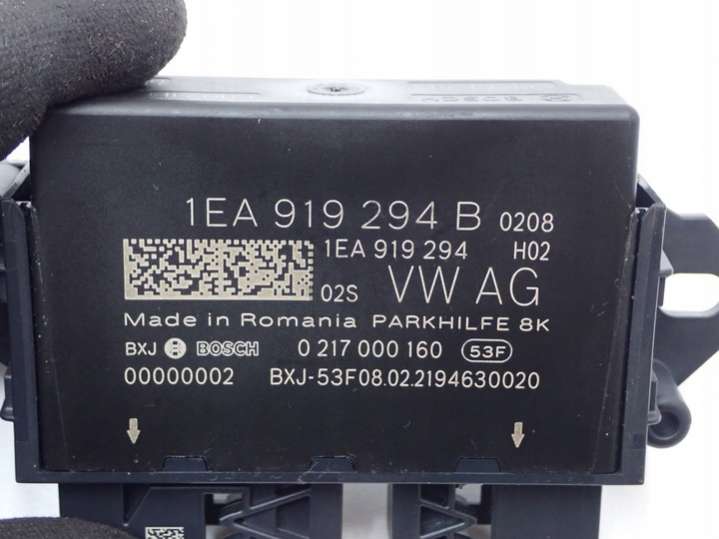 1EA 919 294 B 0208
1EA 919 294 H02
02S VW AG
Made in Romania PARKHILFE 8K
BXJ BOSCH 0 217 000 160 53F
00000002 BXJ-53F08.02.2194630020